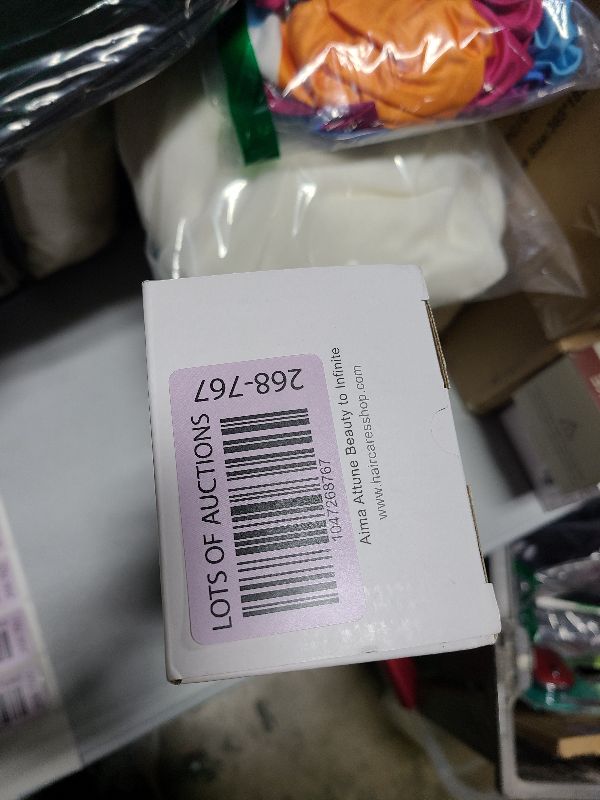 LOTS OF AUCTIONS
268-767
1047268767
Aima Attune Beauty to Infinite
www.haircaresshop.com